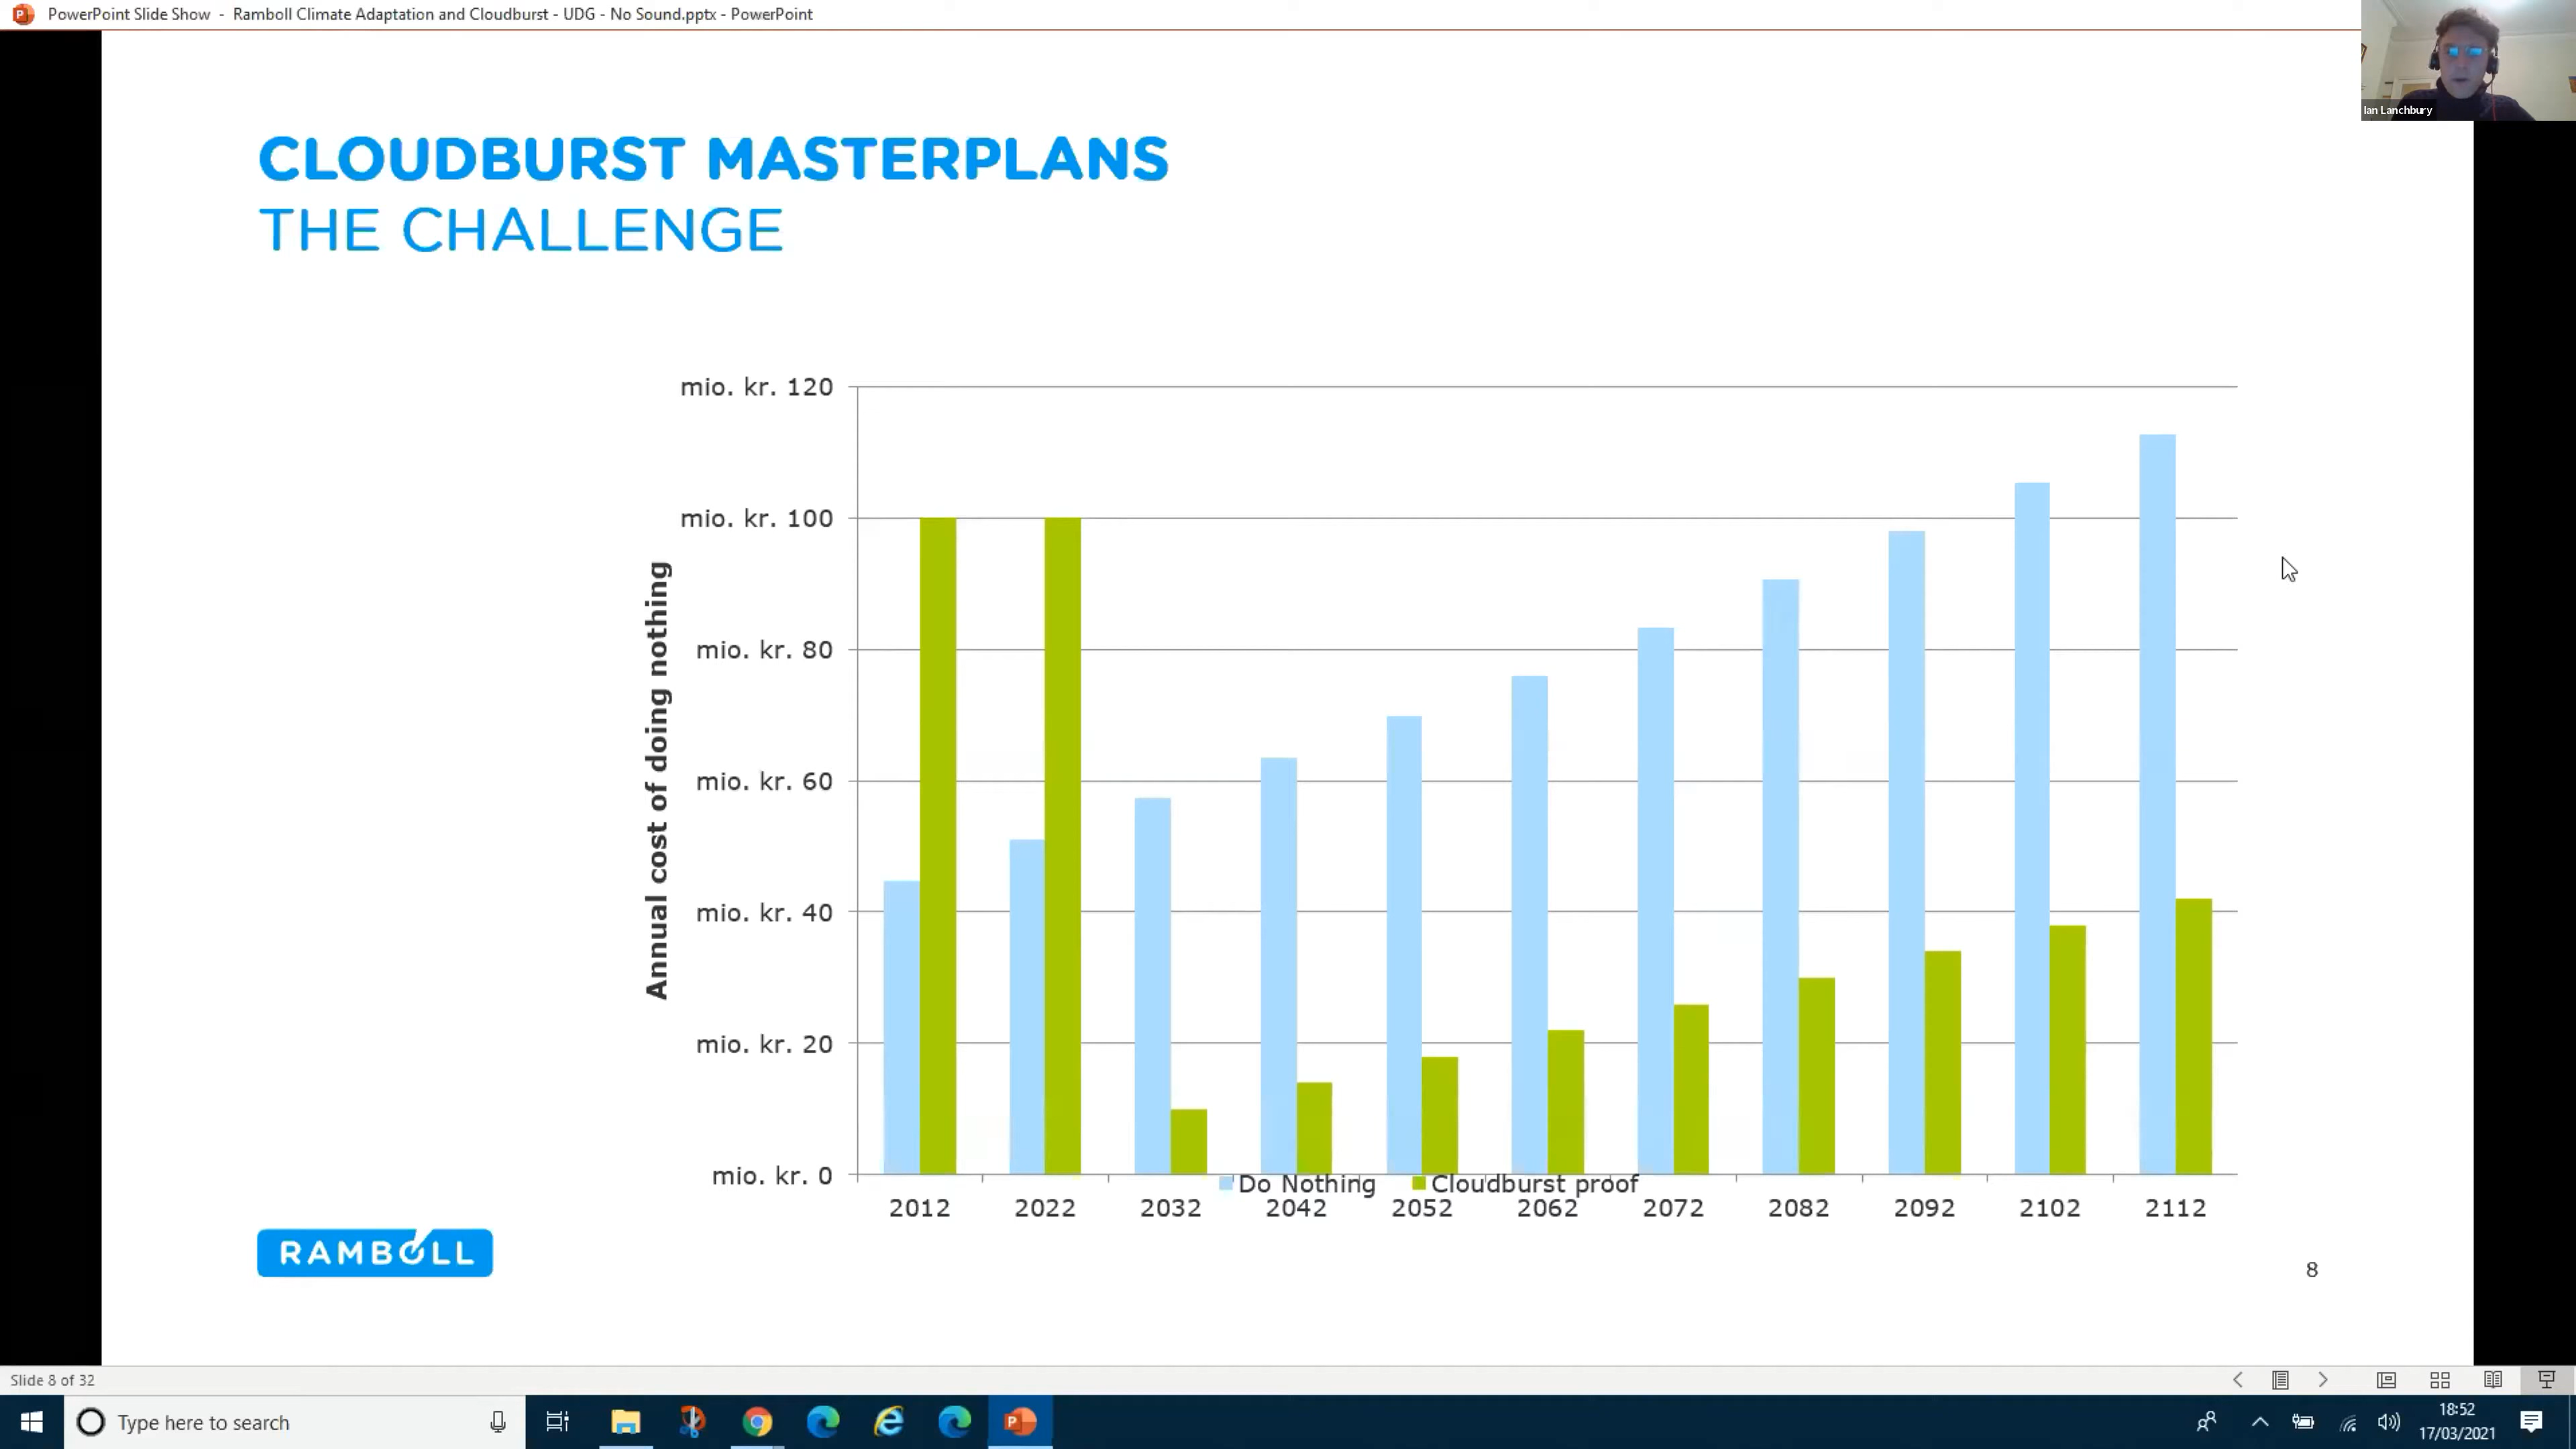 PowerPoint Slide Show - Ramboll Climate Adaptation and Cloudburst - UDG - No Sound.pptx - PowerPoint
Ian Lanchbury
CLOUDBURST MASTERPLANS
THE CHALLENGE
Annual cost of doing nothing
mio. kr. 120
mio. kr. 100
mio. kr. 80
mio. kr. 60
mio. kr. 40
mio. kr. 20
mio. kr. 0
Do Nothing Cloudburst proof
2012 2022 2032 2042 2052 2062 2072 2082 2092 2102 2112
RAMBOLL
8
Slide 8 of 32
Type here to search
18:52
17/03/2021